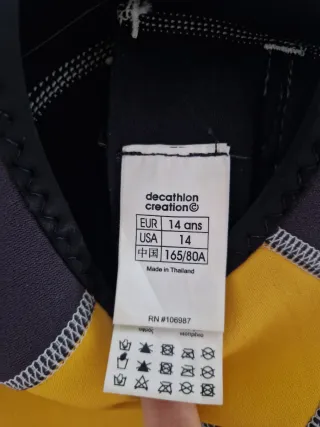 decathlon
creation©
EUR 14 ans
USA 14
中国 165/80A
Made in Thailand
RN #106987